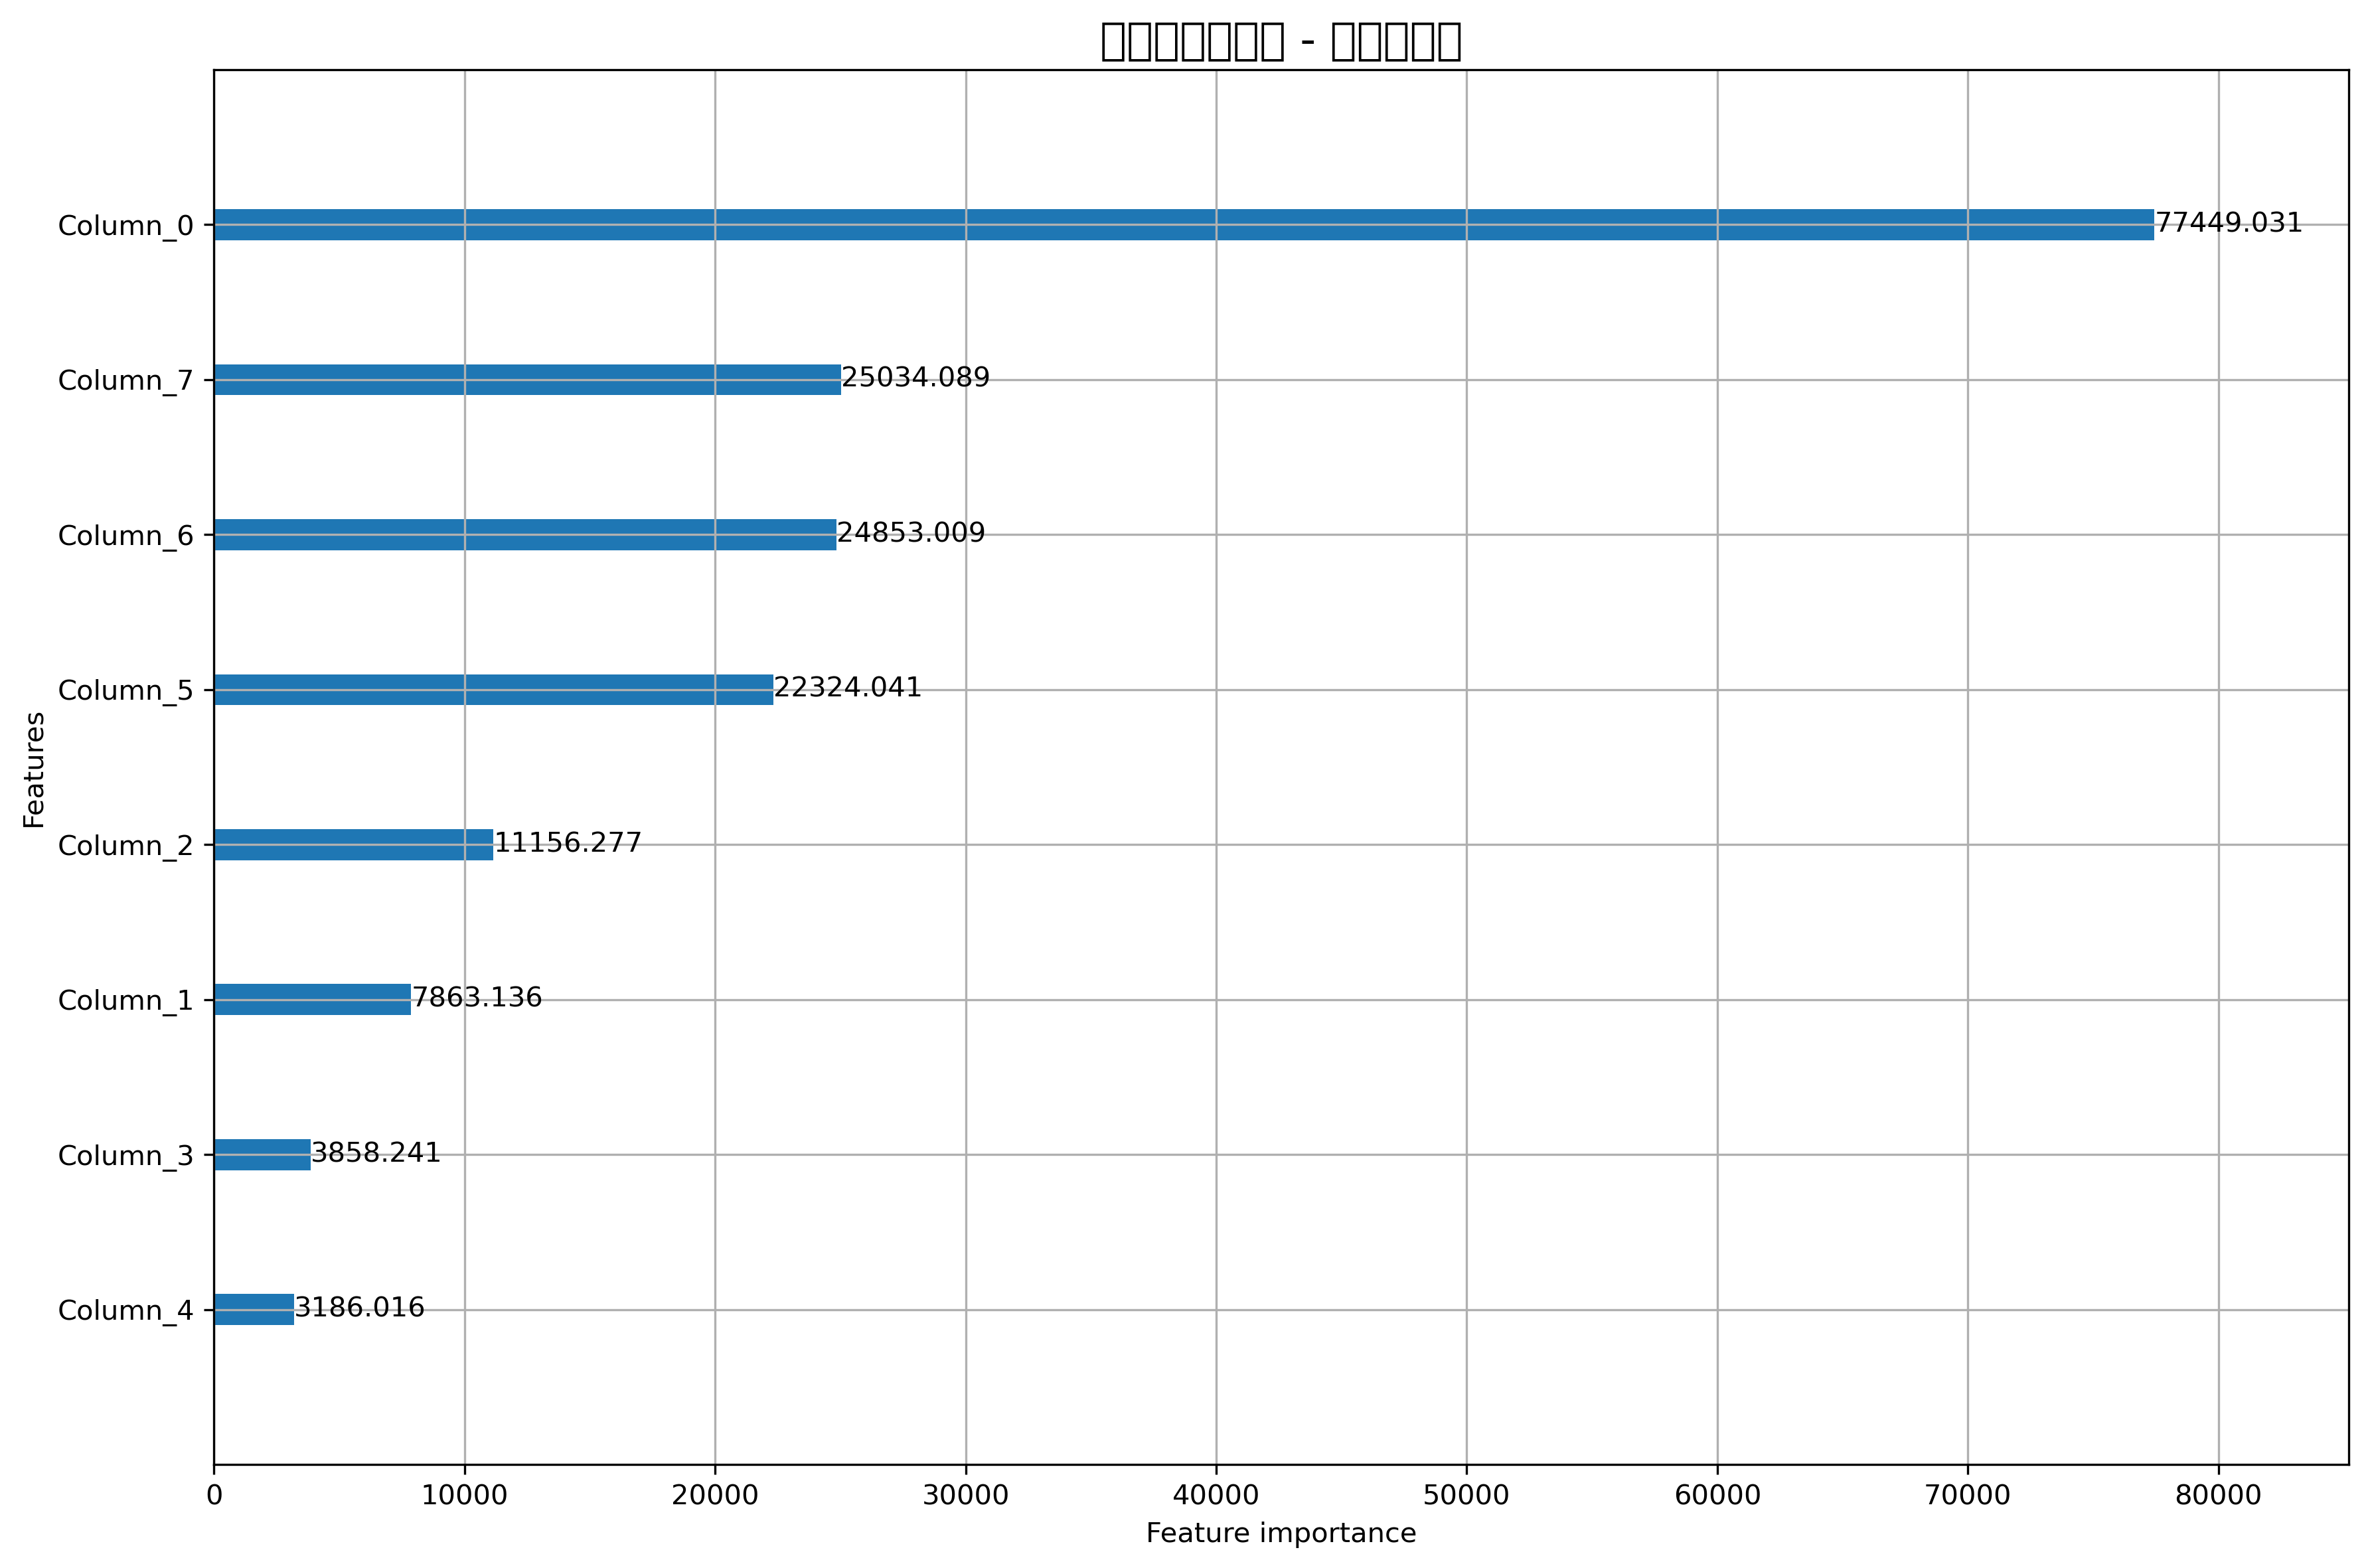 Column_0
77449.031
Column_7
25034.089
Column_6
24853.009
Column_5
22324.041
Column_2
11156.277
Column_1
7863.136
Column_3
3858.241
Column_4
3186.016
Features
0 10000 20000 30000 40000 50000 60000 70000 80000
Feature importance